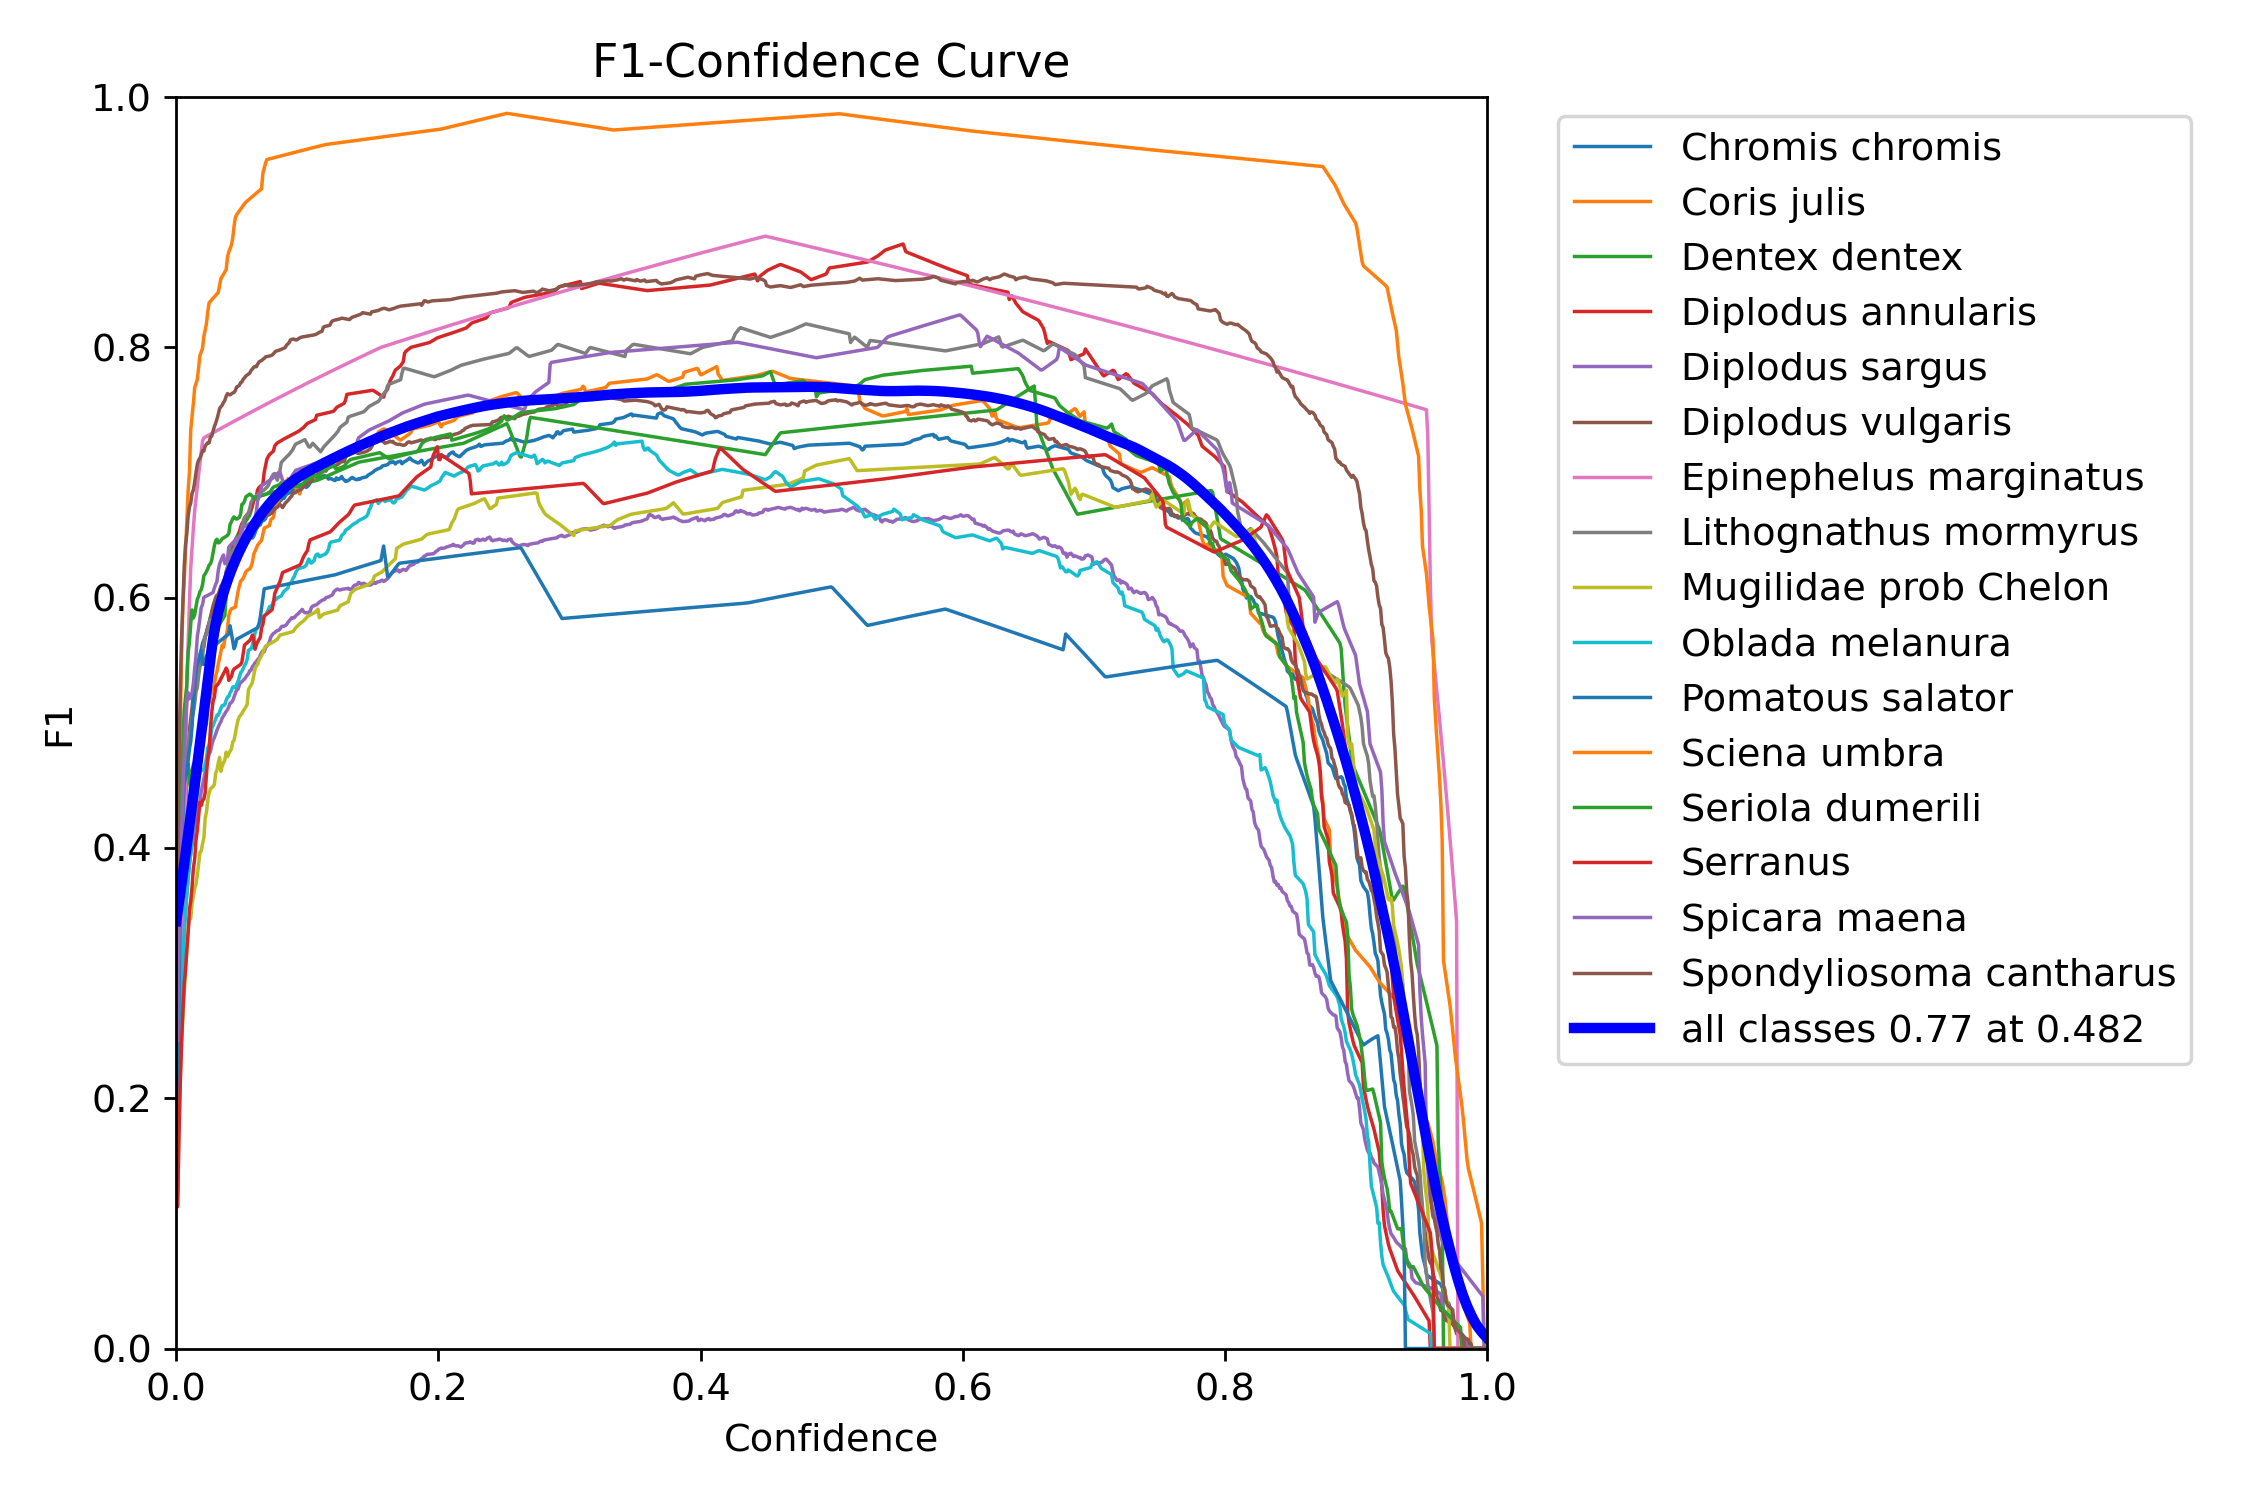 F1-Confidence Curve
1.0
0.8
0.6
0.4
0.2
0.0
F1
0.0 0.2 0.4 0.6 0.8 1.0
Confidence
Chromis chromis
Coris julis
Dentex dentex
Diplodus annularis
Diplodus sargus
Diplodus vulgaris
Epinephelus marginatus
Lithognathus mormyrus
Mugilidae prob Chelon
Oblada melanura
Pomatous salator
Sciena umbra
Seriola dumerili
Serranus
Spicara maena
Spondyliosoma cantharus
all classes 0.77 at 0.482